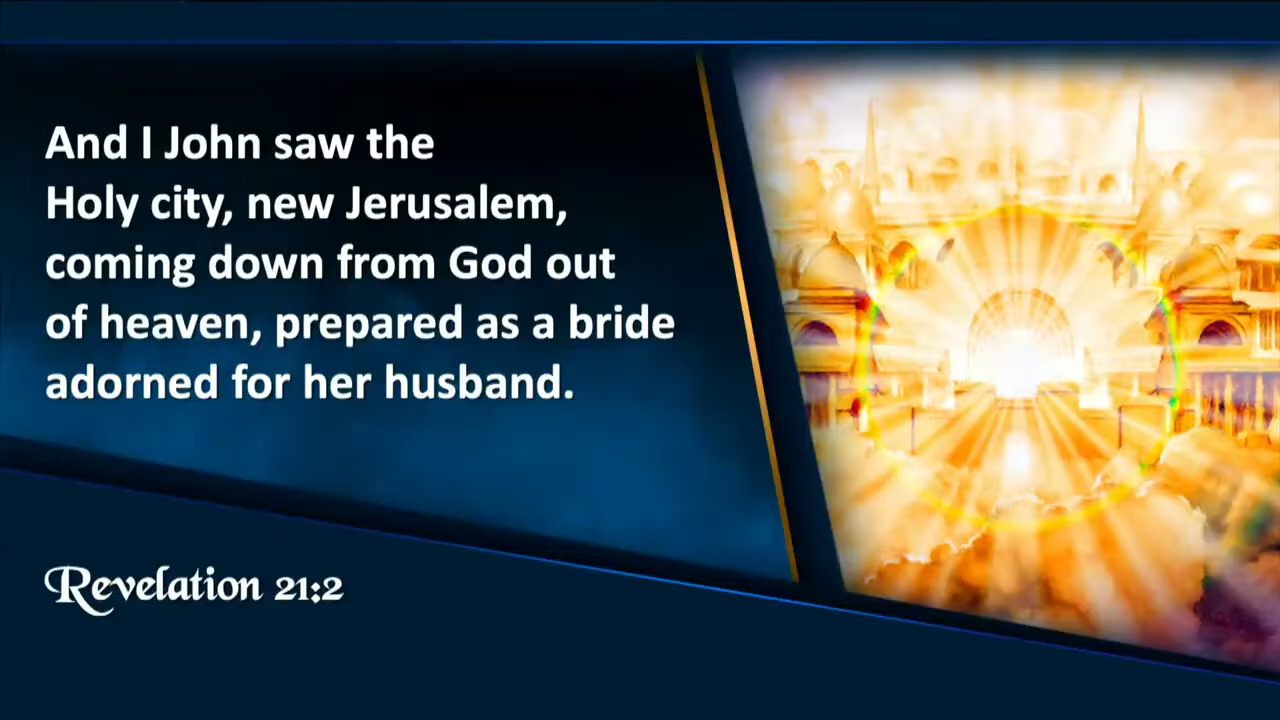 And I John saw the
Holy city, new Jerusalem,
coming down from God out
of heaven, prepared as a bride
adorned for her husband.
Revelation 21:2